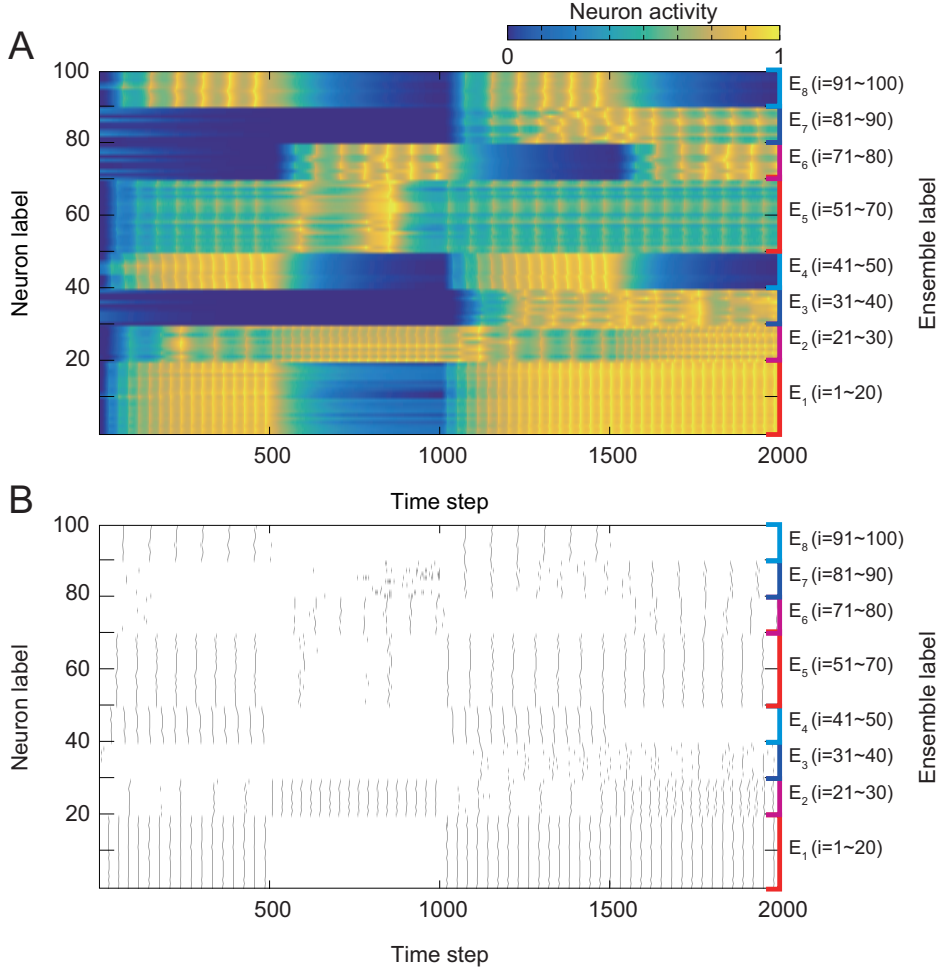 Neuron activity
A
0 1
100
80
60
40
20
Neuron label
E8 (i=91~100)
E7 (i=81~90)
E6 (i=71~80)
E5 (i=51~70)
E4 (i=41~50)
E3 (i=31~40)
E2 (i=21~30)
E1 (i=1~20)
Ensemble label
500 1000 1500 2000
Time step
B
100
80
60
40
20
Neuron label
E8 (i=91~100)
E7 (i=81~90)
E6 (i=71~80)
E5 (i=51~70)
E4 (i=41~50)
E3 (i=31~40)
E2 (i=21~30)
E1 (i=1~20)
Ensemble label
500 1000 1500 2000
Time step